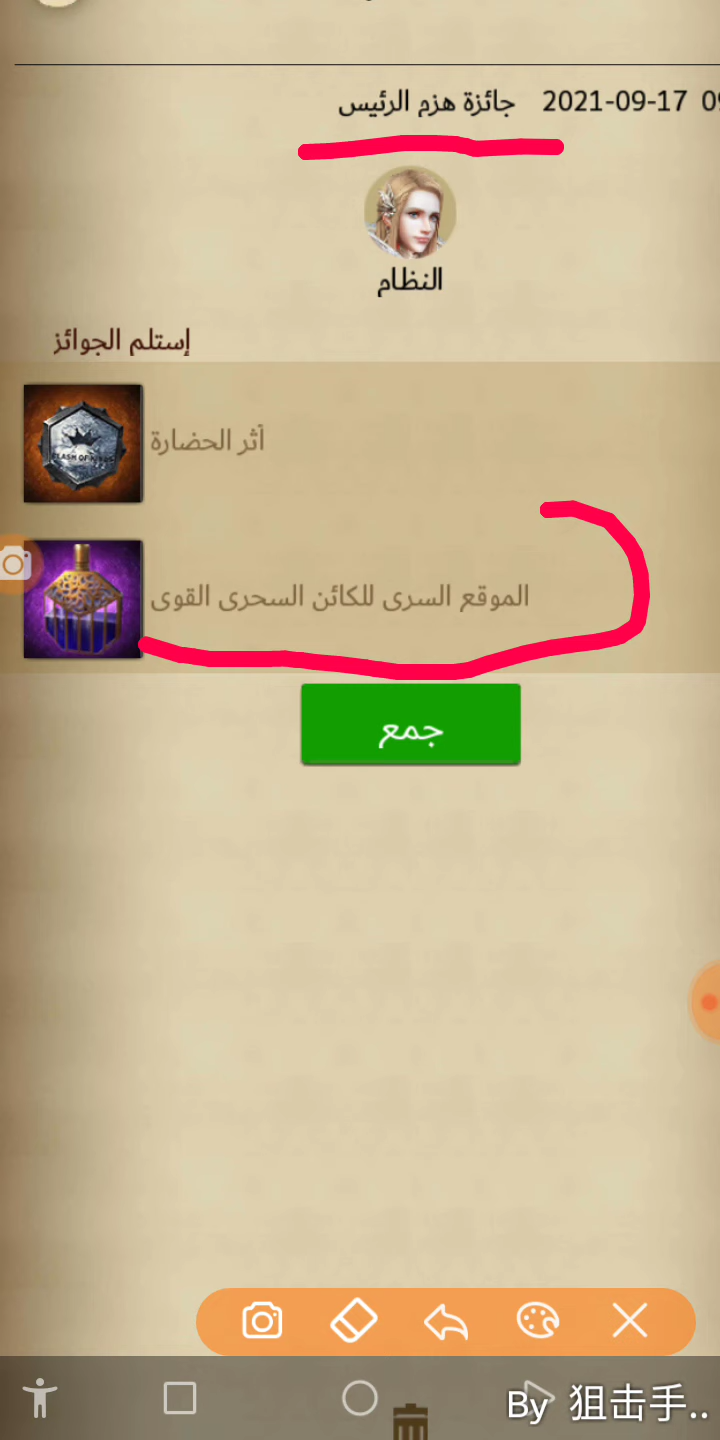 جائزة هزم الرئيس 2021-09-17
النظام
إستلم الجوائز
أثر الحضارة
الموقع السرى للكائن السحرى القوى
جمع
By 狙击手..